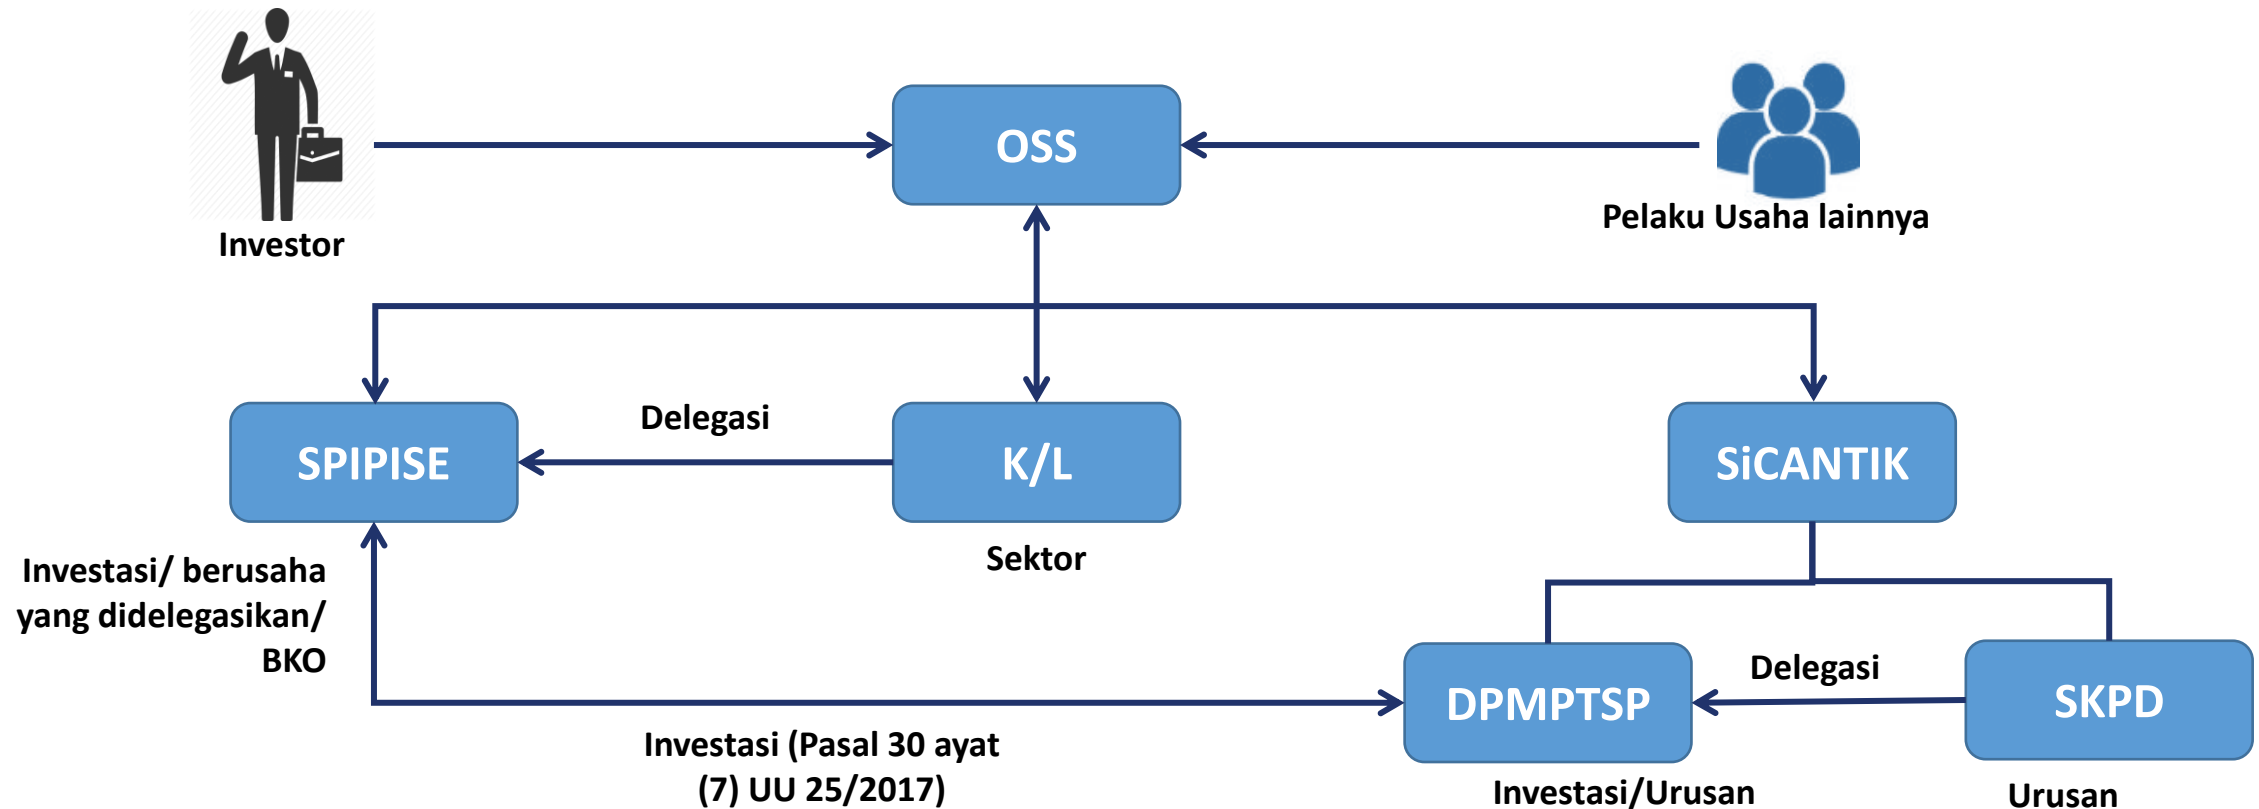 OSS
Investor
Pelaku Usaha lainnya
SPIPISE
Delegasi
K/L
SiCANTIK
Sektor
Investasi/ berusaha
yang didelegasikan/
BKO
DPMPTSP
Delegasi
SKPD
Investasi (Pasal 30 ayat
(7) UU 25/2017)
Investasi/Urusan
Urusan